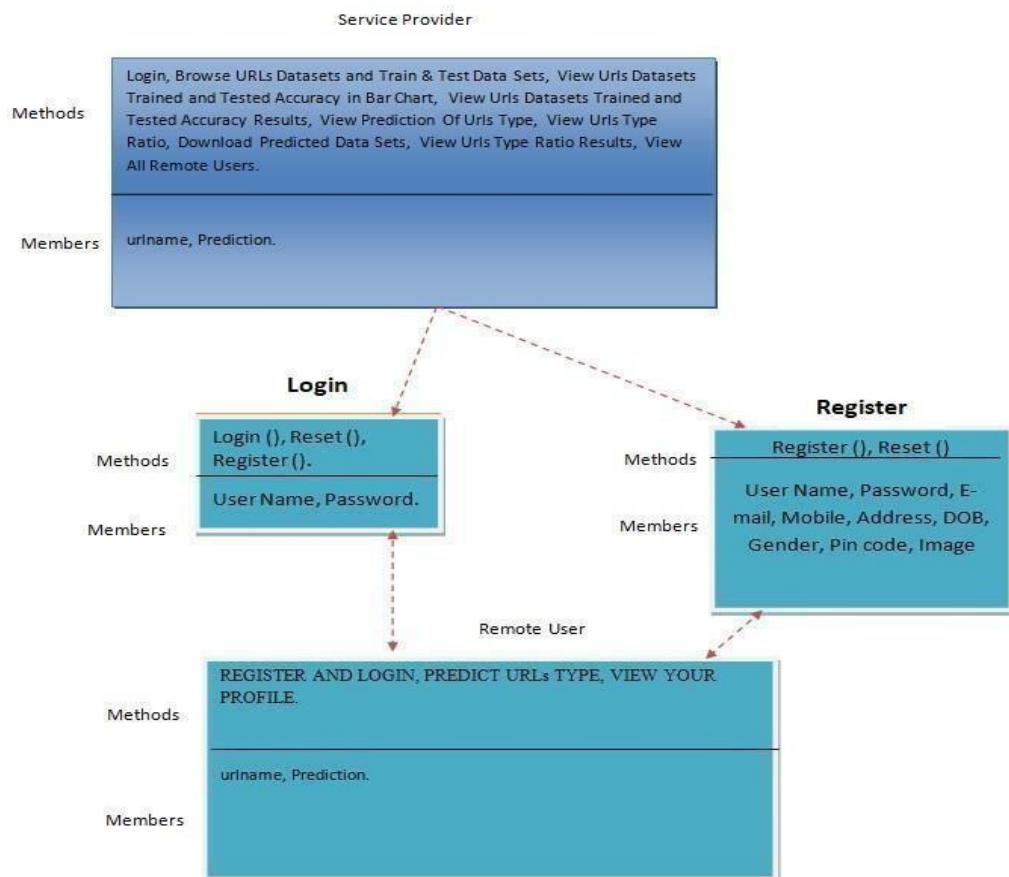 Service Provider
Methods
Login, Browse URLs Datasets and Train & Test Data Sets, View Urls Datasets
Trained and Tested Accuracy in Bar Chart, View Urls Datasets Trained and
Tested Accuracy Results, View Prediction Of Urls Type, View Urls Type
Ratio, Download Predicted Data Sets, View Urls Type Ratio Results, View
All Remote Users.
Members
urlname, Prediction.
Login
Methods
Login (), Reset (),
Register ().
Members
User Name, Password.
Register
Methods
Register (), Reset ()
Members
User Name, Password, E-
mail, Mobile, Address, DOB,
Gender, Pin code, Image
Remote User
Methods
REGISTER AND LOGIN, PREDICT URLs TYPE, VIEW YOUR
PROFILE.
Members
urlname, Prediction.